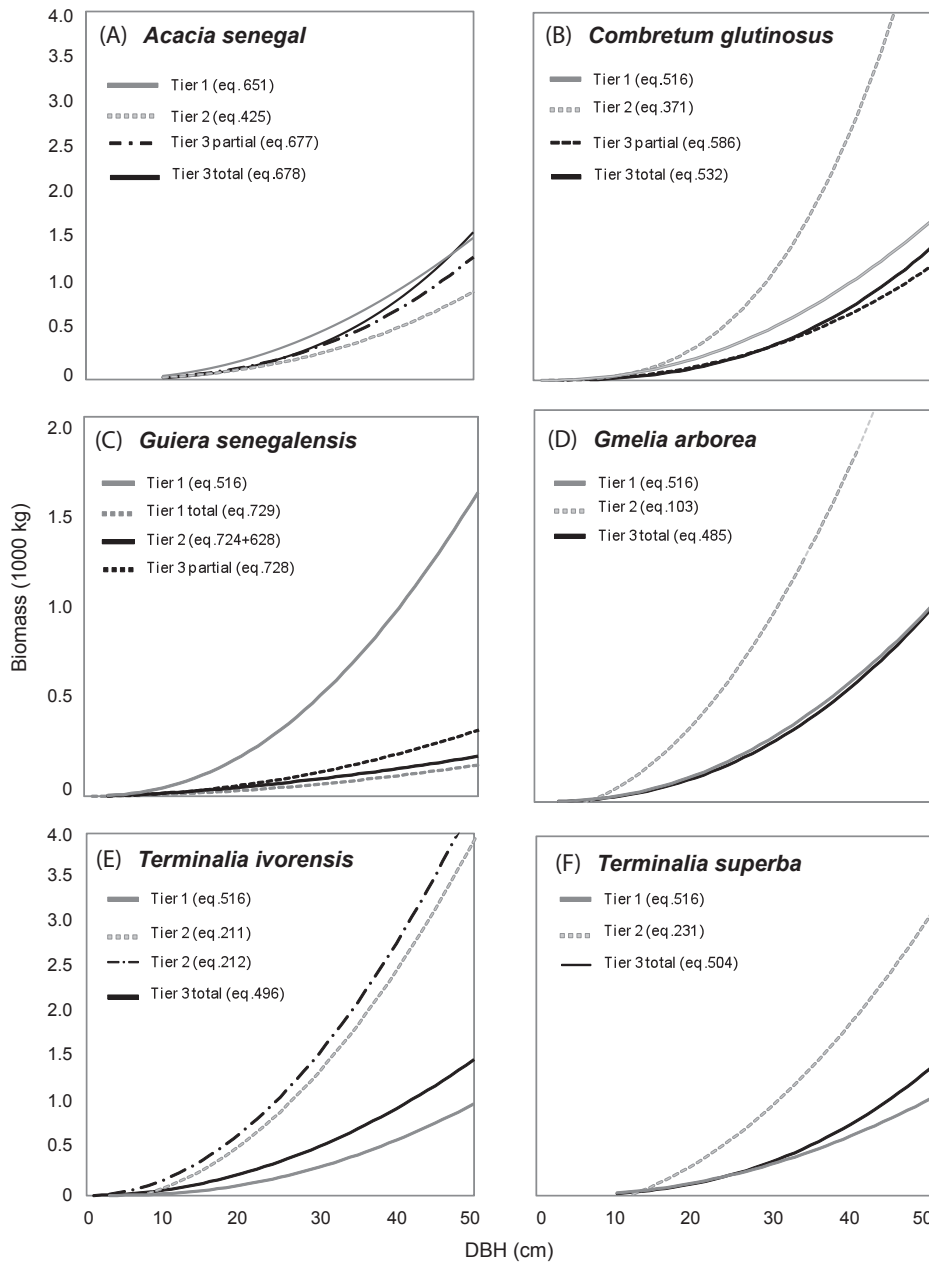 4.0
(A) Acacia senegal
3.5
Tier 1 (eq.651)
3.0
Tier 2 (eq.425)
Tier 3 partial (eq.677)
2.5
Tier 3 total (eq.678)
2.0
1.5
1.0
0.5
0
(B) Combretum glutinosus
Tier 1 (eq.516)
Tier 2 (eq.371)
Tier 3 partial (eq.586)
Tier 3 total (eq.532)
2.0
(C) Guiera senegalensis
Tier 1 (eq.516)
1.5
Tier 1 total (eq.729)
Tier 2 (eq.724+628)
Tier 3 partial (eq.728)
1.0
0.5
0
(D) Gmelia arborea
Tier 1 (eq.516)
Tier 2 (eq.103)
Tier 3 total (eq.485)
Biomass (1000 kg)
4.0
(E) Terminalia ivorensis
3.5
Tier 1 (eq.516)
3.0
Tier 2 (eq.211)
2.5
Tier 2 (eq.212)
Tier 3 total (eq.496)
2.0
1.5
1.0
0.5
0
(F) Terminalia superba
Tier 1 (eq.516)
Tier 2 (eq.231)
Tier 3 total (eq.504)
0 10 20 30 40 50
0 10 20 30 40 50
DBH (cm)